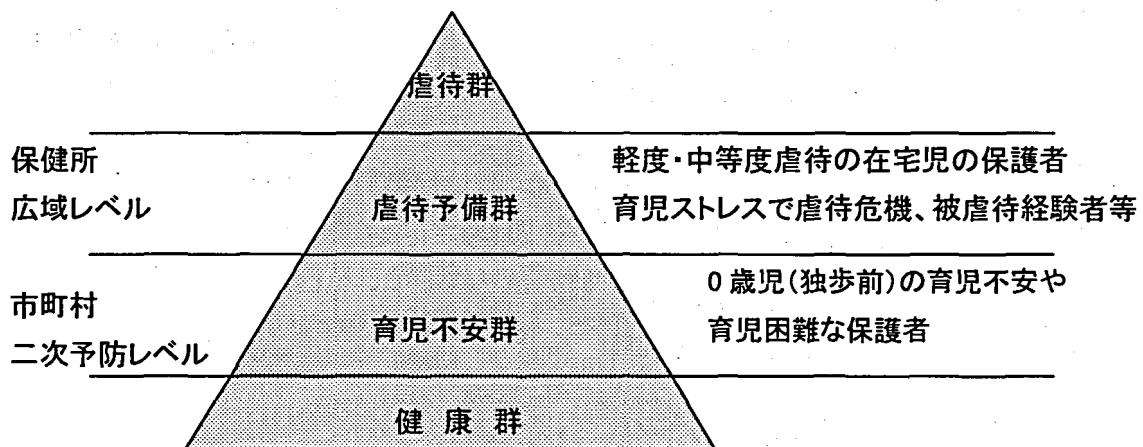 虐待群
保健所
広域レベル
虐待予備群
軽度・中等度虐待の在宅児の保護者
育児ストレスで虐待危機、被虐待経験者等
市町村
二次予防レベル
育児不安群
0歳児(独歩前)の育児不安や
育児困難な保護者
健 康 群